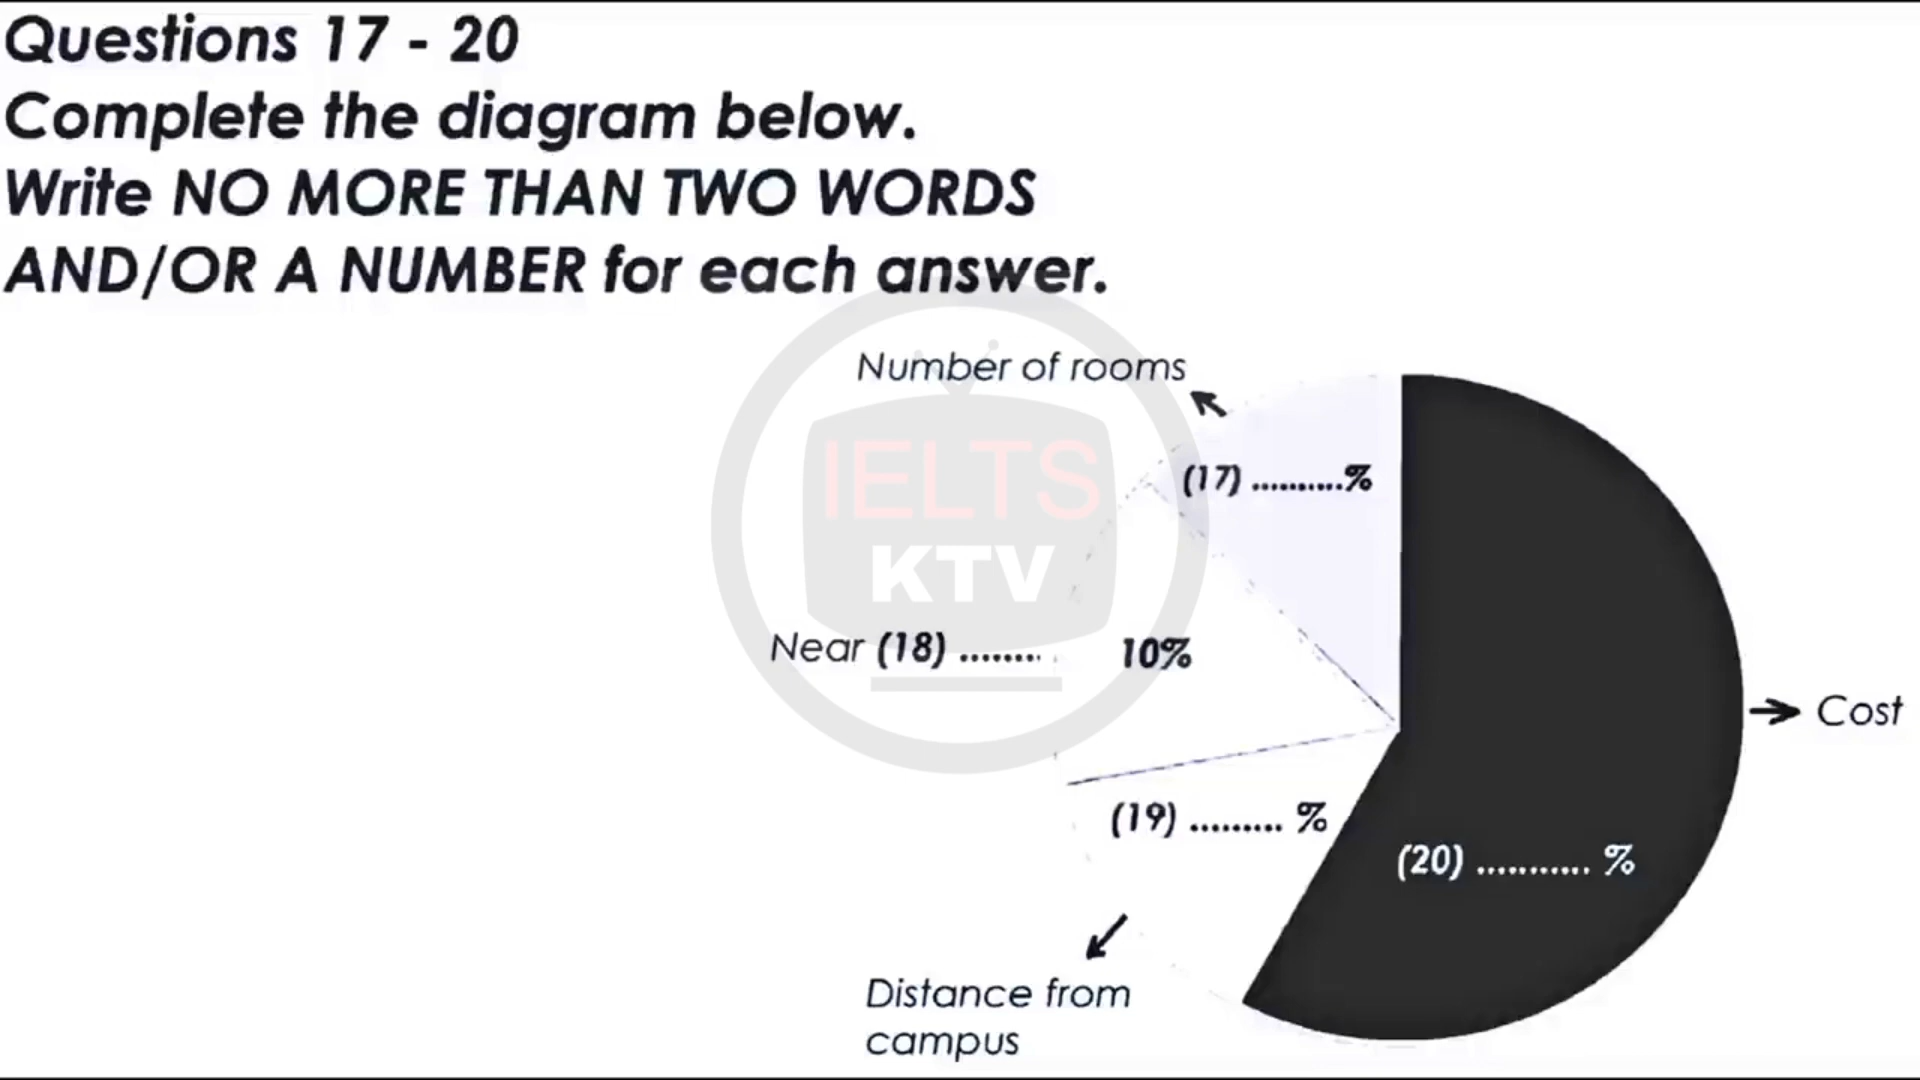 Questions 17 - 20
Complete the diagram below.
Write NO MORE THAN TWO WORDS
AND/OR A NUMBER for each answer.
Number of rooms
(17) ..........%
IELTS
KTV
Near (18) ........ 10%
Cost
(19) ......... %
(20) ........... %
Distance from
campus